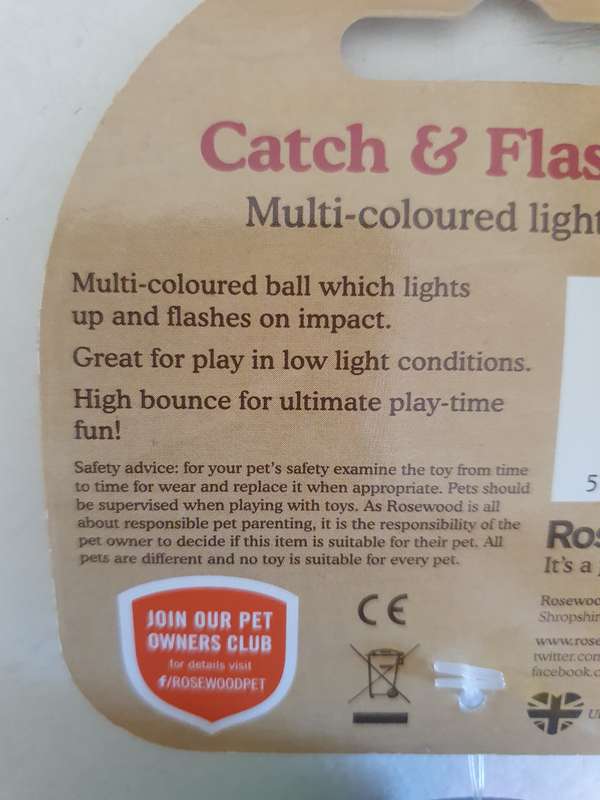 Catch & Flas
Multi-coloured light
Multi-coloured ball which lights
up and flashes on impact.
Great for play in low light conditions.
High bounce for ultimate play-time
fun!
Safety advice: for your pet's safety examine the toy from time
to time for wear and replace it when appropriate. Pets should
be supervised when playing with toys. As Rosewood is all
about responsible pet parenting, it is the responsibility of the
pet owner to decide if this item is suitable for their pet. All
pets are different and no toy is suitable for every pet.
JOIN OUR PET
OWNERS CLUB
for details visit
f/ROSEWOODPET
CE
5
Ros
It's a
Rosewoo
Shropshir
www.rose
twitter.com
facebook.c